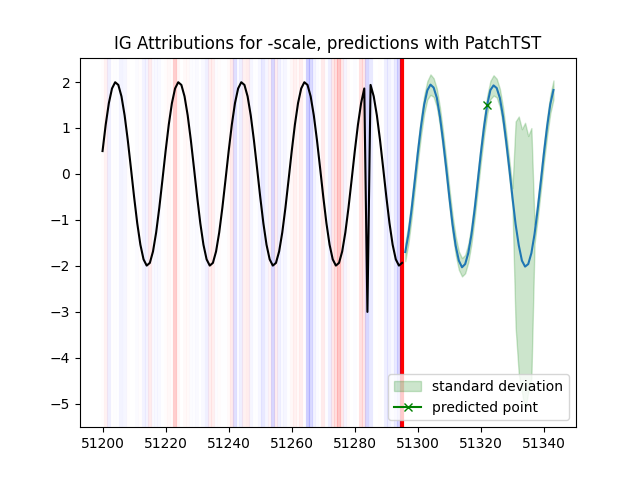 IG Attributions for -scale, predictions with PatchTST
2
1
0
−1
−2
−3
−4
−5
standard deviation
predicted point
51200 51220 51240 51260 51280 51300 51320 51340